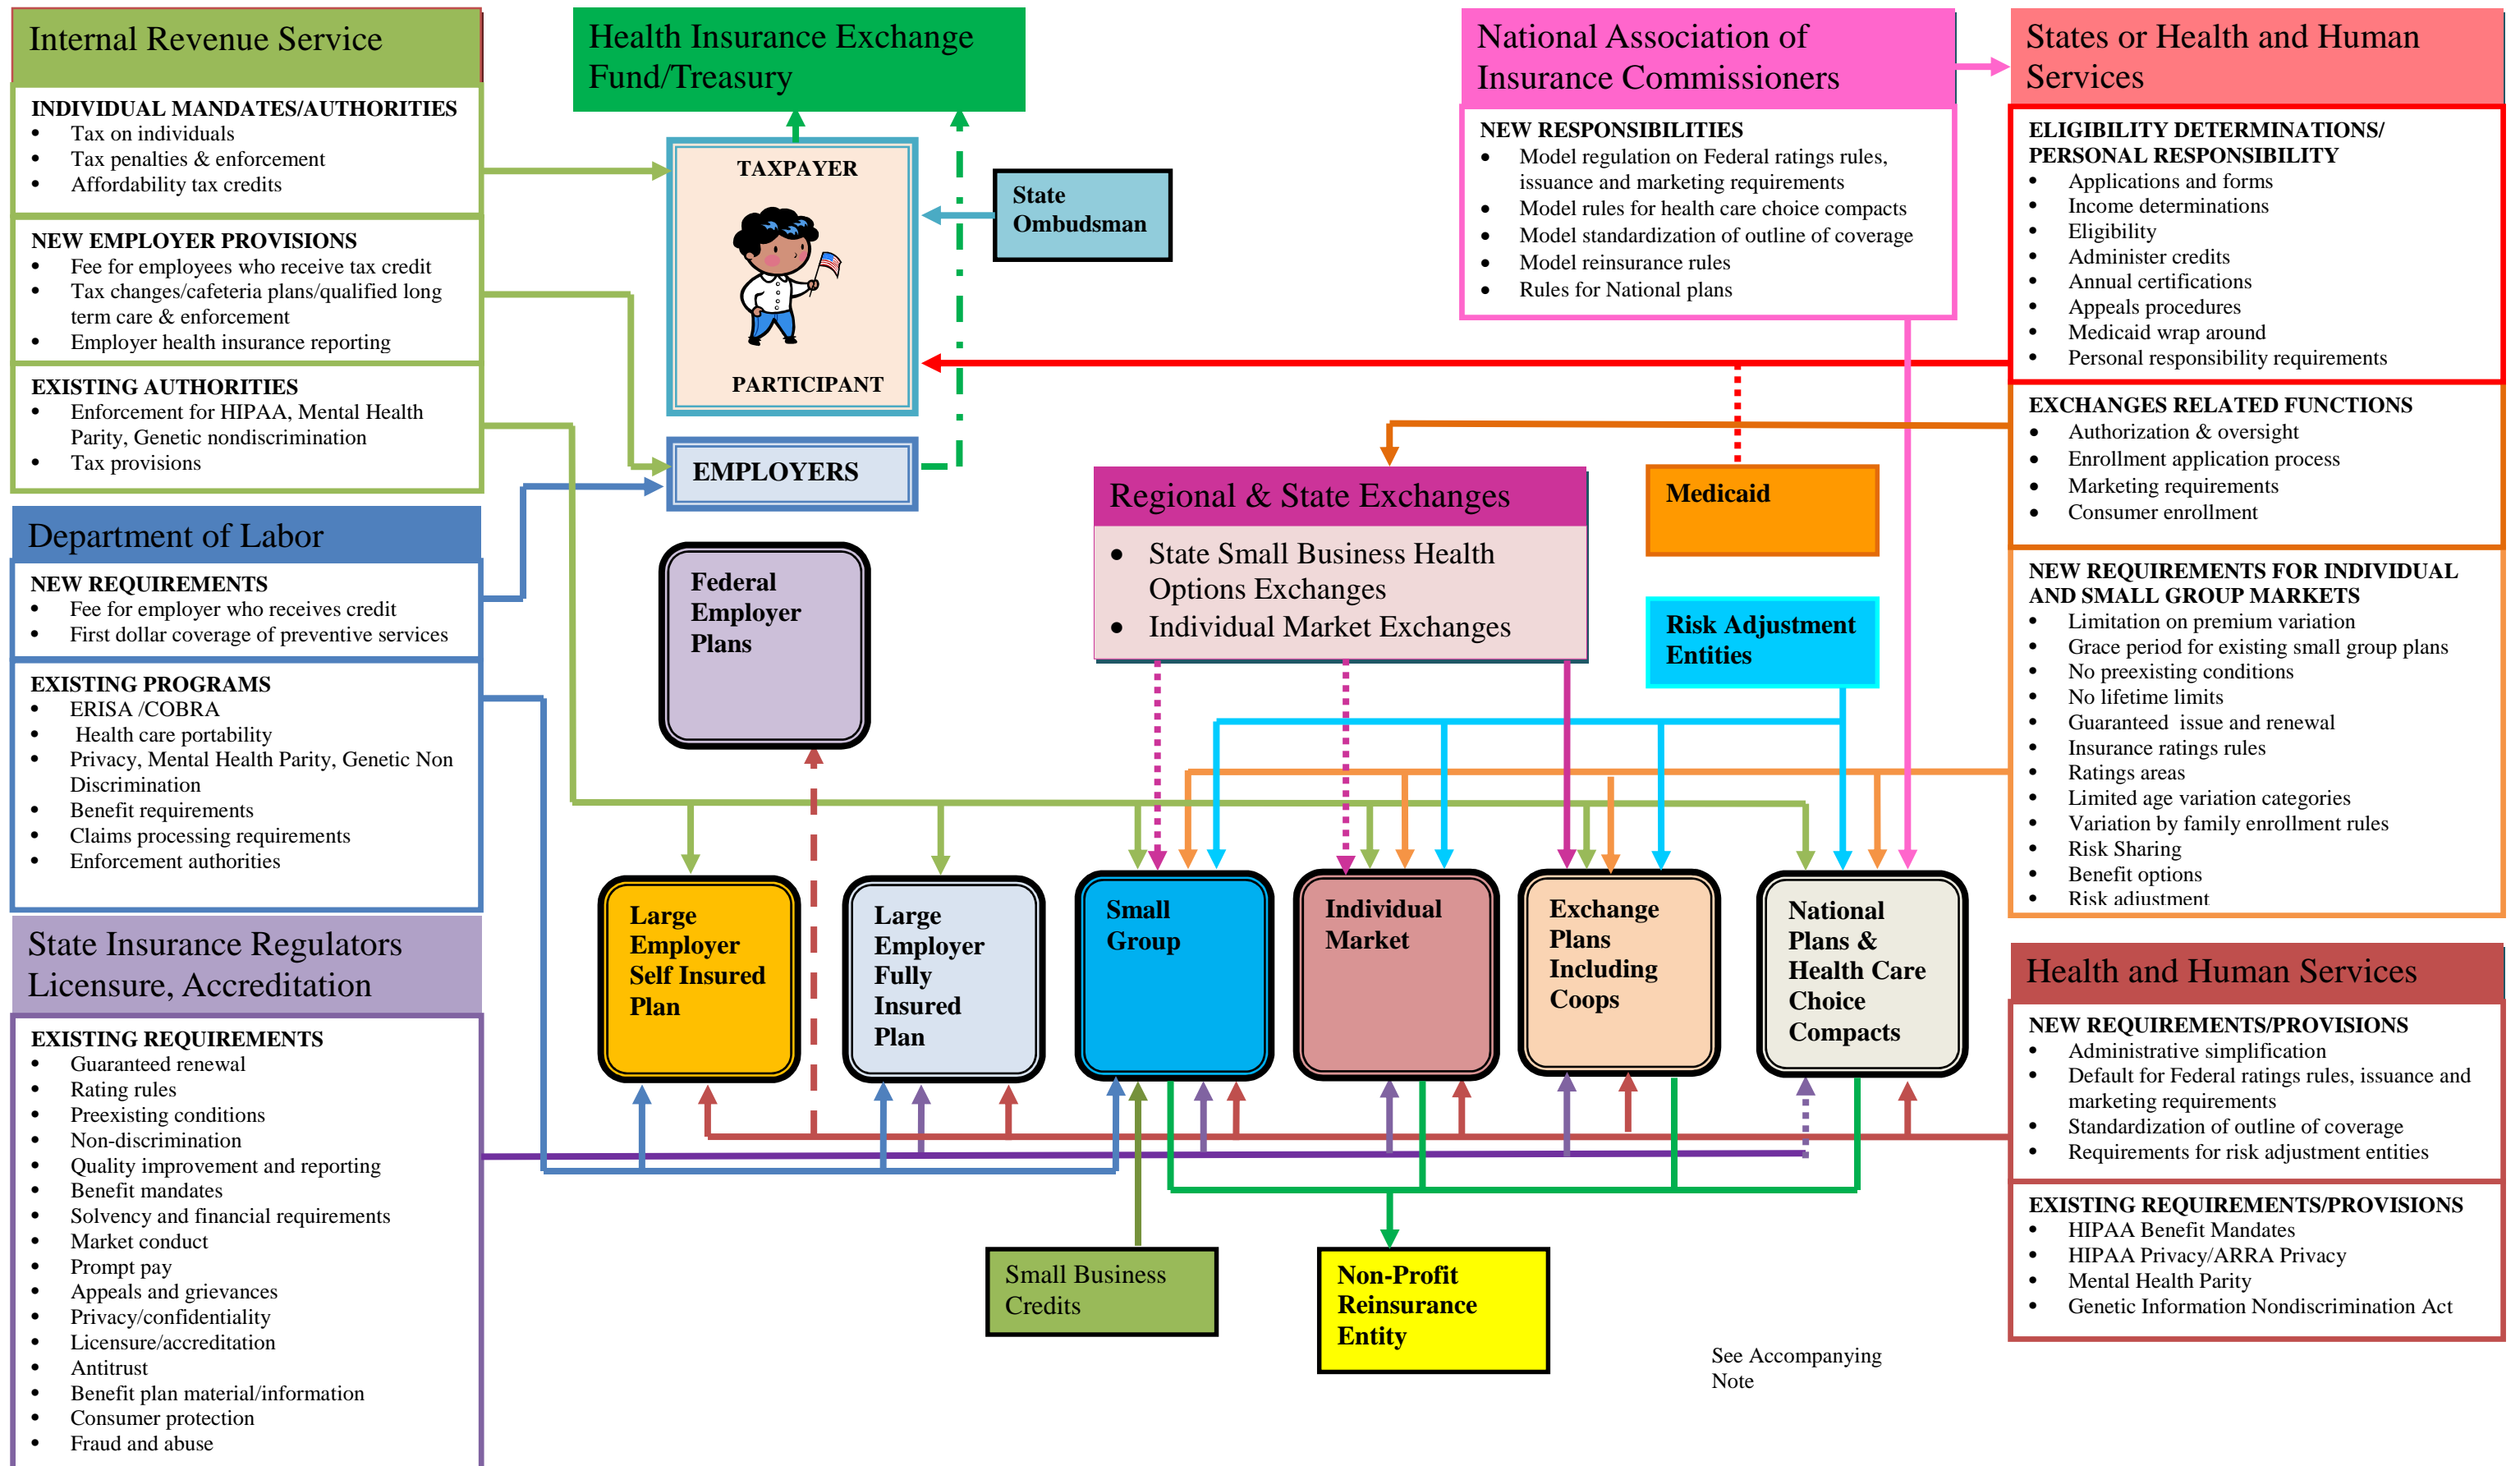 Internal Revenue Service
INDIVIDUAL MANDATES/AUTHORITIES
• Tax on individuals
• Tax penalties & enforcement
• Affordability tax credits
NEW EMPLOYER PROVISIONS
• Fee for employees who receive tax credit
• Tax changes/cafeteria plans/qualified long
term care & enforcement
• Employer health insurance reporting
EXISTING AUTHORITIES
• Enforcement for HIPAA, Mental Health
Parity, Genetic nondiscrimination
• Tax provisions
Department of Labor
NEW REQUIREMENTS
• Fee for employer who receives credit
• First dollar coverage of preventive services
EXISTING PROGRAMS
• ERISA /COBRA
• Health care portability
• Privacy, Mental Health Parity, Genetic Non
Discrimination
• Benefit requirements
• Claims processing requirements
• Enforcement authorities
State Insurance Regulators
Licensure, Accreditation
EXISTING REQUIREMENTS
• Guaranteed renewal
• Rating rules
• Preexisting conditions
• Non-discrimination
• Quality improvement and reporting
• Benefit mandates
• Solvency and financial requirements
• Market conduct
• Prompt pay
• Appeals and grievances
• Privacy/confidentiality
• Licensure/accreditation
• Antitrust
• Benefit plan material/information
• Consumer protection
• Fraud and abuse
Health Insurance Exchange
Fund/Treasury
TAXPAYER
PARTICIPANT
State
Ombudsman
EMPLOYERS
Federal
Employer
Plans
Regional & State Exchanges
• State Small Business Health
Options Exchanges
• Individual Market Exchanges
Medicaid
Risk Adjustment
Entities
Large
Employer
Self Insured
Plan
Large
Employer
Fully
Insured
Plan
Small
Group
Individual
Market
Exchange
Plans
Including
Coops
National
Plans &
Health Care
Choice
Compacts
Small Business
Credits
Non-Profit
Reinsurance
Entity
See Accompanying
Note
National Association of
Insurance Commissioners
NEW RESPONSIBILITIES
• Model regulation on Federal ratings rules,
issuance and marketing requirements
• Model rules for health care choice compacts
• Model standardization of outline of coverage
• Model reinsurance rules
• Rules for National plans
States or Health and Human
Services
ELIGIBILITY DETERMINATIONS/
PERSONAL RESPONSIBILITY
• Applications and forms
• Income determinations
• Eligibility
• Administer credits
• Annual certifications
• Appeals procedures
• Medicaid wrap around
• Personal responsibility requirements
EXCHANGES RELATED FUNCTIONS
• Authorization & oversight
• Enrollment application process
• Marketing requirements
• Consumer enrollment
NEW REQUIREMENTS FOR INDIVIDUAL
AND SMALL GROUP MARKETS
• Limitation on premium variation
• Grace period for existing small group plans
• No preexisting conditions
• No lifetime limits
• Guaranteed issue and renewal
• Insurance ratings rules
• Ratings areas
• Limited age variation categories
• Variation by family enrollment rules
• Risk Sharing
• Benefit options
• Risk adjustment
Health and Human Services
NEW REQUIREMENTS/PROVISIONS
• Administrative simplification
• Default for Federal ratings rules, issuance and
marketing requirements
• Standardization of outline of coverage
• Requirements for risk adjustment entities
EXISTING REQUIREMENTS/PROVISIONS
• HIPAA Benefit Mandates
• HIPAA Privacy/ARRA Privacy
• Mental Health Parity
• Genetic Information Nondiscrimination Act